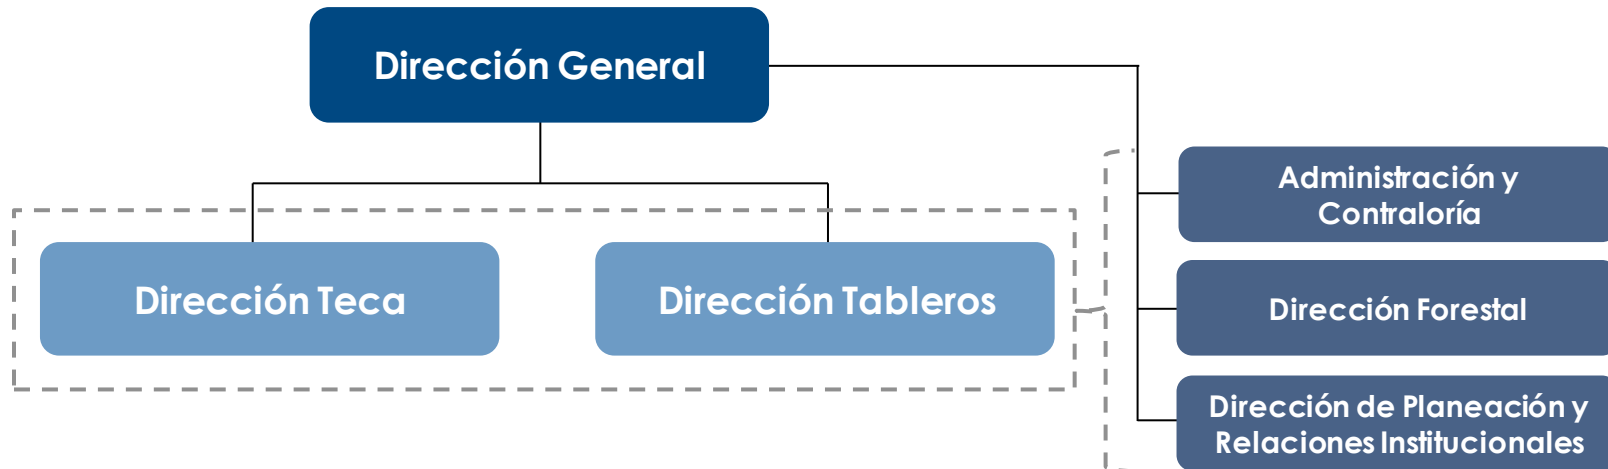 Dirección General
Administración y
Contraloría
Dirección Teca
Dirección Tableros
Dirección Forestal
Dirección de Planeación y
Relaciones Institucionales